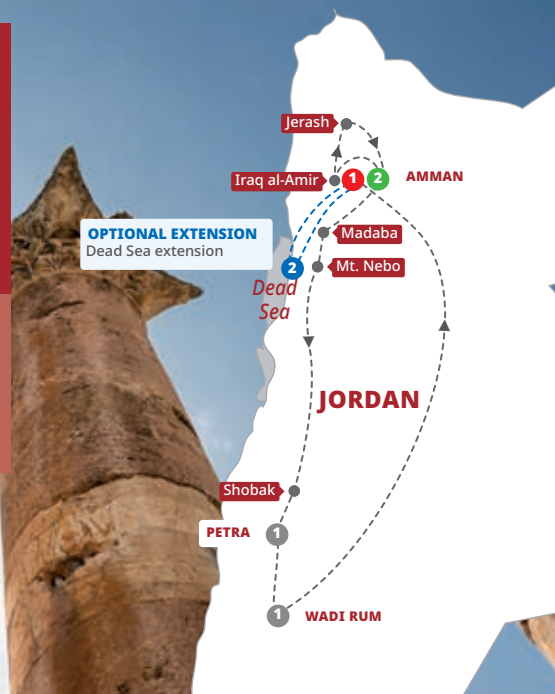 Jerash
Iraq al-Amir
1
2
AMMAN
OPTIONAL EXTENSION
Dead Sea extension
Madaba
2
Mt. Nebo
Dead
Sea
JORDAN
Shobak
PETRA
1
1
WADI RUM